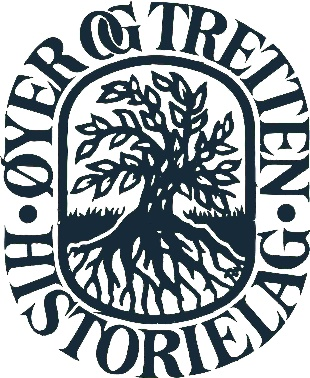 ØYER OG TRETTEN
• HISTORIELAG •